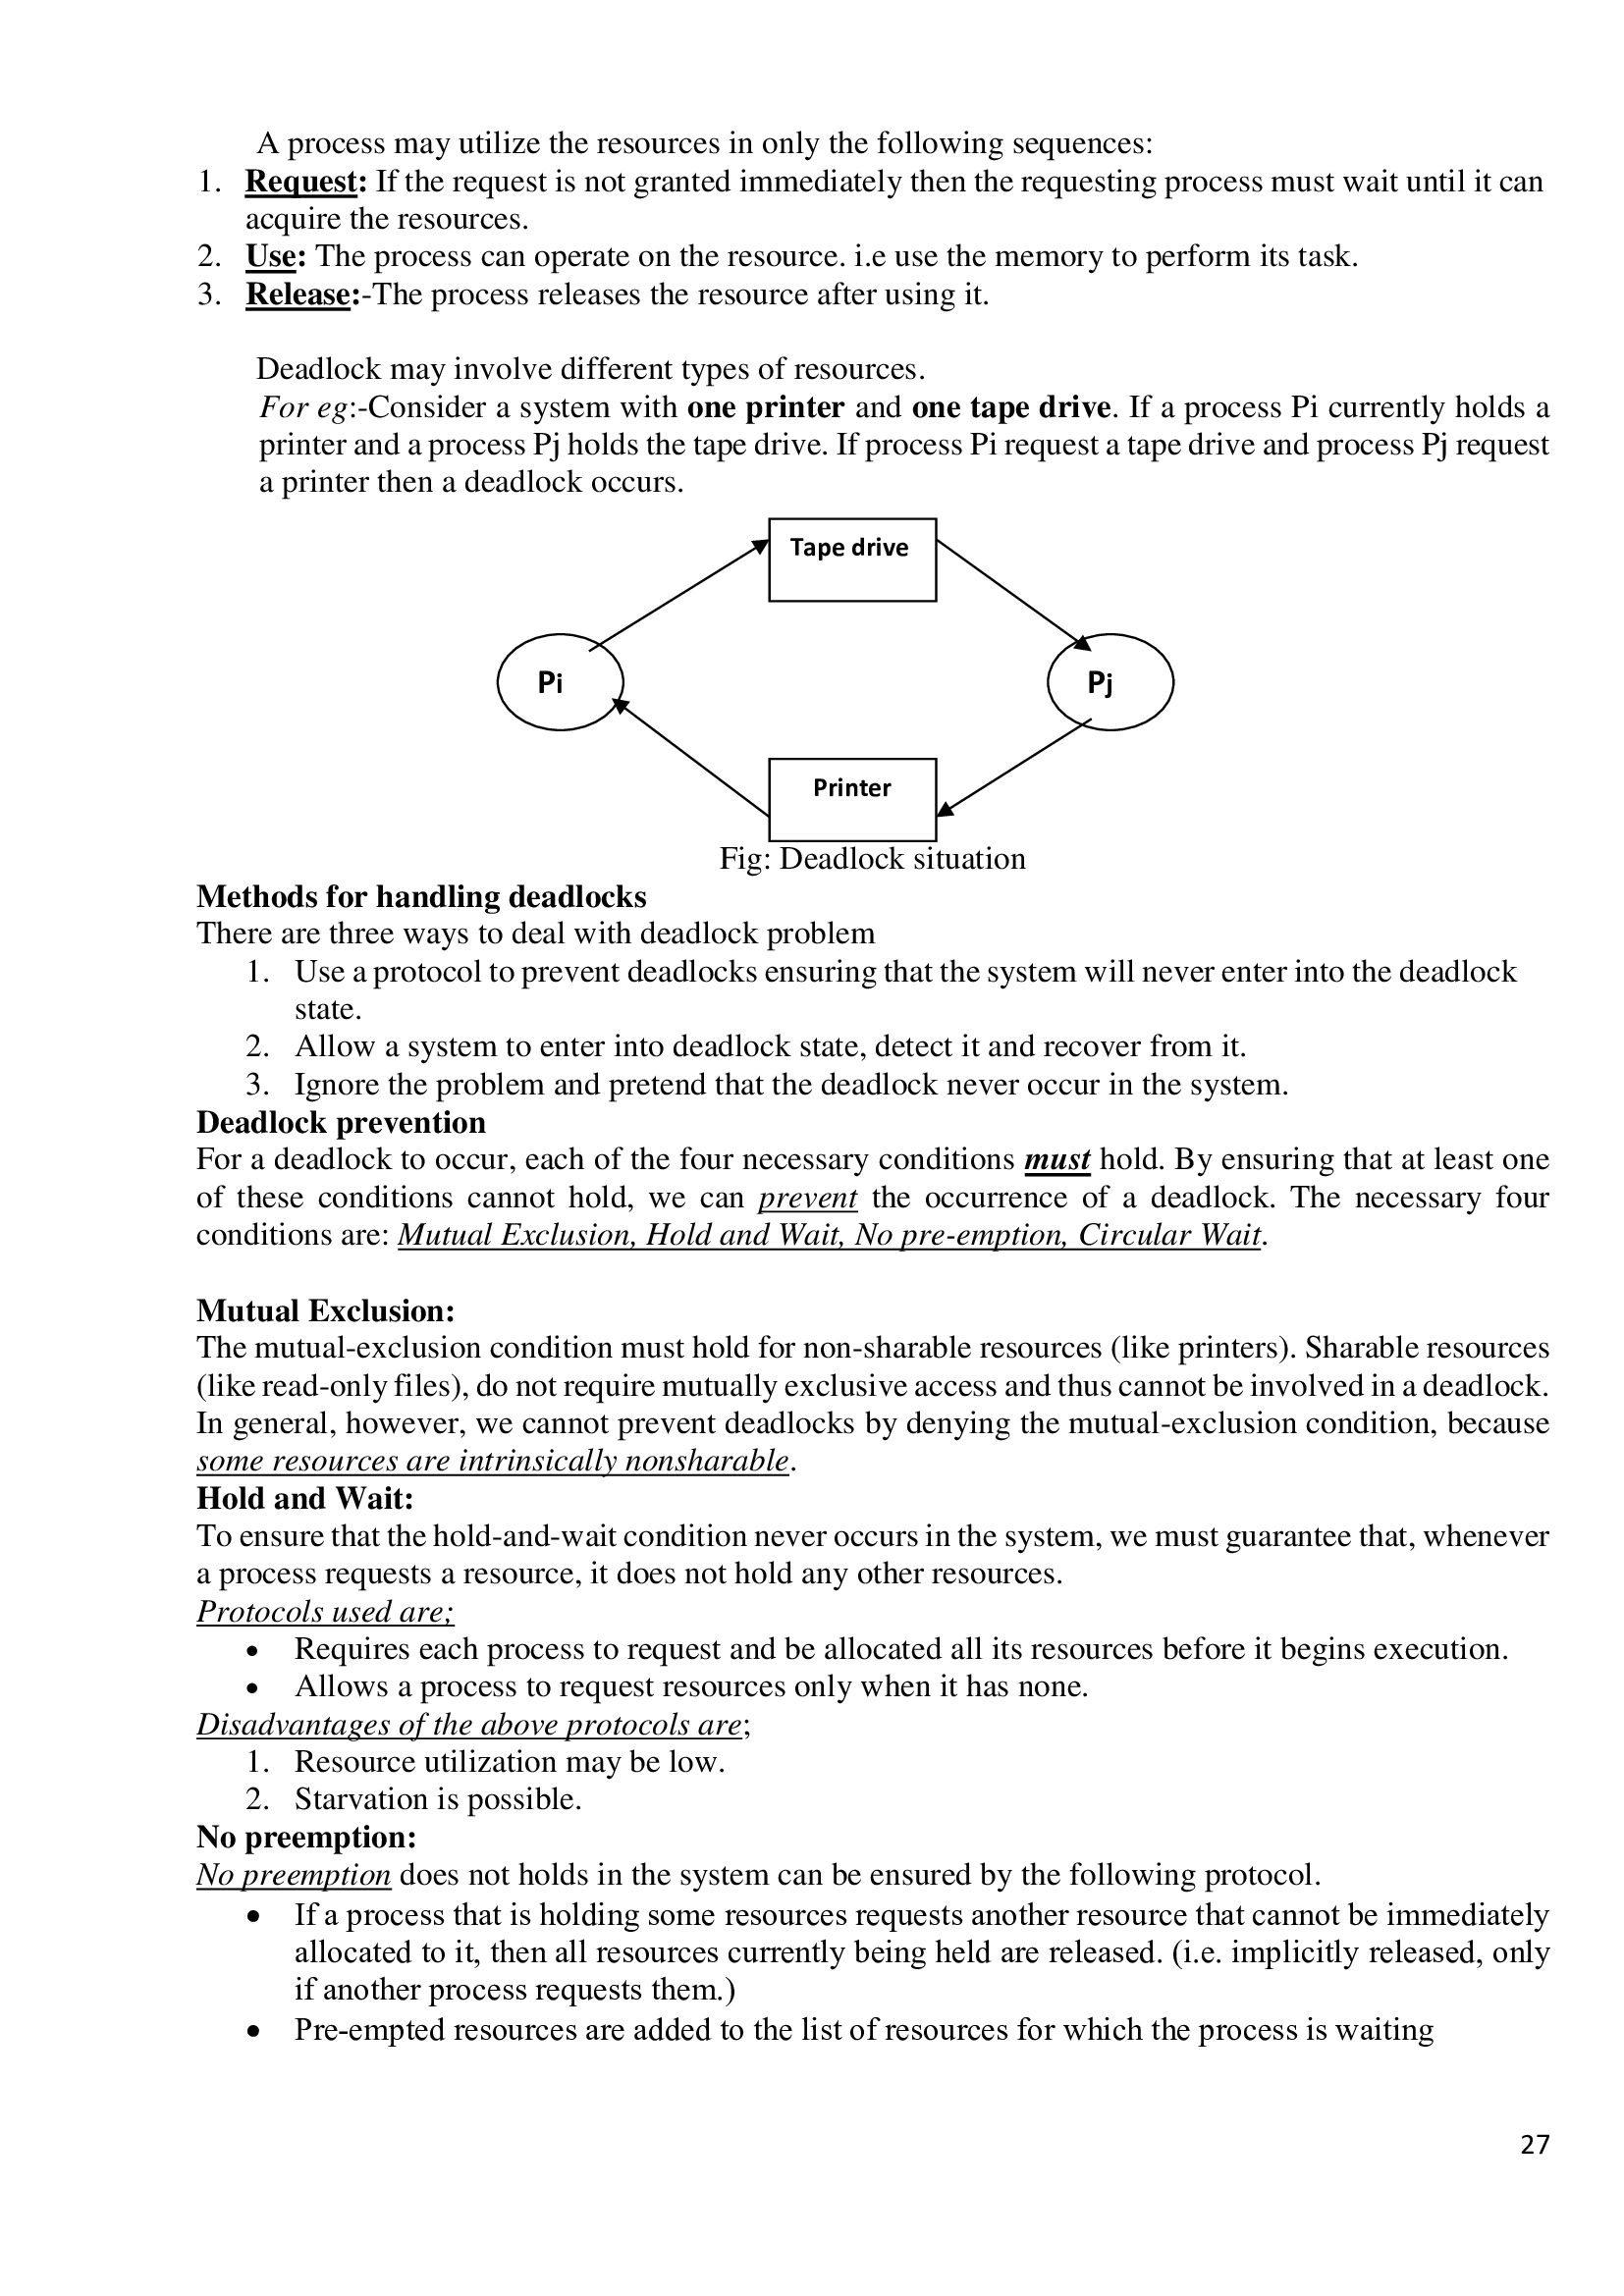 A process may utilize the resources in only the following sequences:
1. Request: If the request is not granted immediately then the requesting process must wait until it can
acquire the resources.
2. Use: The process can operate on the resource. i.e use the memory to perform its task.
3. Release:-The process releases the resource after using it.
Deadlock may involve different types of resources.
For eg:-Consider a system with one printer and one tape drive. If a process Pi currently holds a
printer and a process Pj holds the tape drive. If process Pi request a tape drive and process Pj request
a printer then a deadlock occurs.
Tape drive
Pi
Pj
Printer
Fig: Deadlock situation
Methods for handling deadlocks
There are three ways to deal with deadlock problem
1. Use a protocol to prevent deadlocks ensuring that the system will never enter into the deadlock
state.
2. Allow a system to enter into deadlock state, detect it and recover from it.
3. Ignore the problem and pretend that the deadlock never occur in the system.
Deadlock prevention
For a deadlock to occur, each of the four necessary conditions must hold. By ensuring that at least one
of these conditions cannot hold, we can prevent the occurrence of a deadlock. The necessary four
conditions are: Mutual Exclusion, Hold and Wait, No pre-emption, Circular Wait.
Mutual Exclusion:
The mutual-exclusion condition must hold for non-sharable resources (like printers). Sharable resources
(like read-only files), do not require mutually exclusive access and thus cannot be involved in a deadlock.
In general, however, we cannot prevent deadlocks by denying the mutual-exclusion condition, because
some resources are intrinsically nonsharable.
Hold and Wait:
To ensure that the hold-and-wait condition never occurs in the system, we must guarantee that, whenever
a process requests a resource, it does not hold any other resources.
Protocols used are;
• Requires each process to request and be allocated all its resources before it begins execution.
• Allows a process to request resources only when it has none.
Disadvantages of the above protocols are;
1. Resource utilization may be low.
2. Starvation is possible.
No preemption:
No preemption does not holds in the system can be ensured by the following protocol.
• If a process that is holding some resources requests another resource that cannot be immediately
allocated to it, then all resources currently being held are released. (i.e. implicitly released, only
if another process requests them.)
• Pre-empted resources are added to the list of resources for which the process is waiting
27